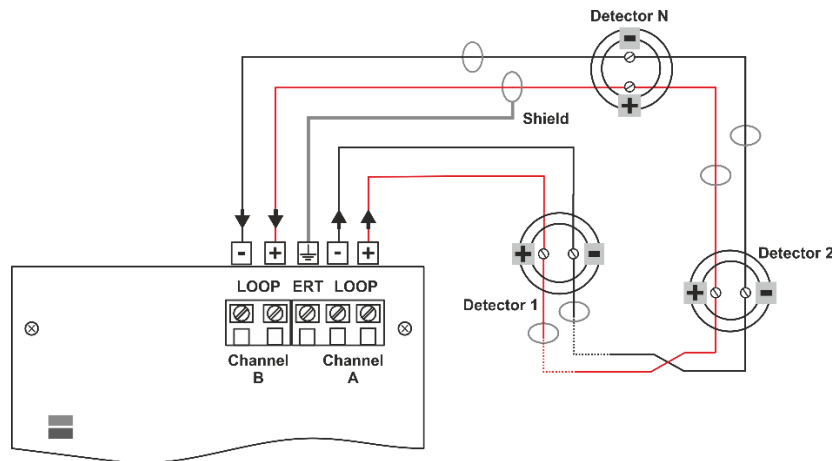 Detector N
-
+
Shield
- + - +
LOOP ERT LOOP
Channel B
Channel A
+ -
Detector 1
Detector 2
+ -